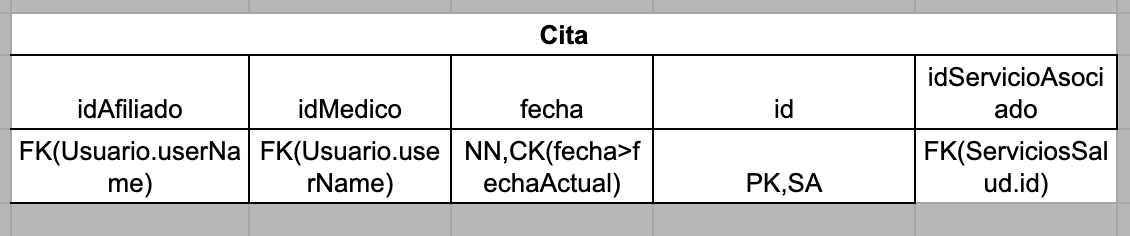 Cita
idAfiliado
idMedico
fecha
id
idServicioAsoci
ado
FK(Usuario.userNa
me)
FK(Usuario.use
rName)
NN,CK(fecha>f
echaActual)
PK,SA
FK(ServiciosSal
ud.id)